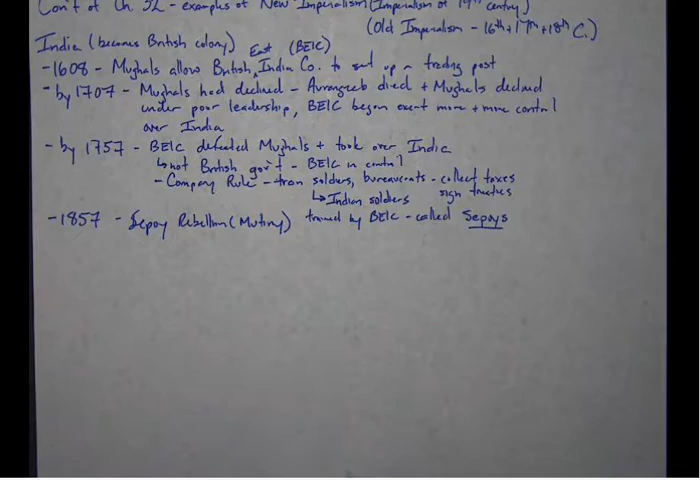 Con't of Ch. 32 - examples of New Imperialism (Imperialism of 19th century)
(Old Imperialism - 16th + 17th + 18th C.)
India (becomes British colony) East (BEIC)
- 1608 - Mughals allow British India Co. to set up a trading post
- by 1707 - Mughals had declined - Aurangzeb died + Mughals declined
under poor leadership, BEIC began exert more + more control
over India
- by 1757 - BEIC defeated Mughals + took over India
↳ not British gov't - BEIC in control
- Company Rule - train solders, bureaucrats - collect taxes
sign treaties
↳ Indian soldiers
- 1857 - Sepoy Rebellion (Mutiny) trained by BEIC - called Sepoys